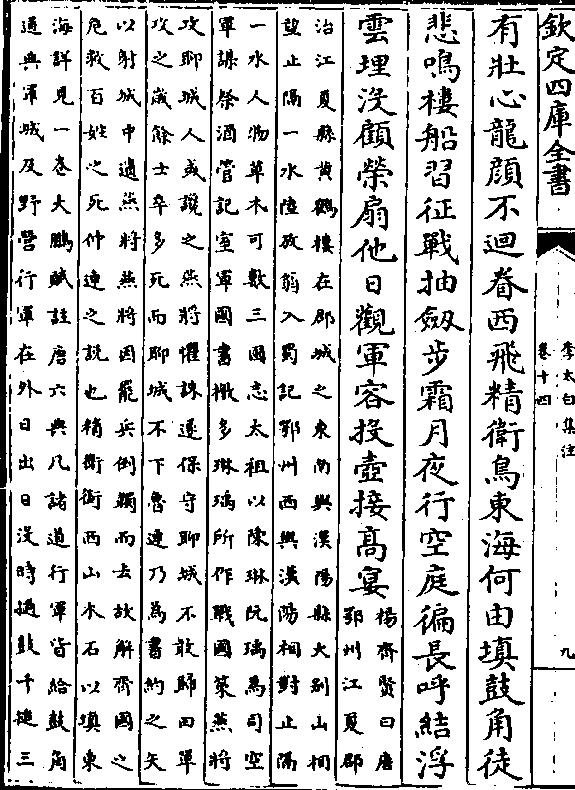 欽定四庫全書
李太白集注
卷十四
九
有壯心龍顔不迴眷西飛精衛鳥東海何由填鼓角徒
悲鳴樓船習征戰抽劔步霜月夜行空庭徧長呼結浮
雲埋沒顧榮扇他日觀軍容投壺接髙宴
楊齊賢曰唐
鄂州江夏郡
治江夏縣黄鶴樓在郡城之東南與漢陽縣大别山相
望止隔一水陸放翁入蜀記鄂州西與漢陽相對止隔
一水人物草木可數三國志太祖以陳琳阮瑀為司空
軍謀祭酒管記室軍國書檄多琳瑀所作戰國策燕將
攻聊城人或讒之燕將懼誅遂保守聊城不敢歸田單
攻之歲餘士卒多死而聊城不下魯連乃為書約之矢
以射城中遺燕將燕將因罷兵倒韣而去故解齊國之
危救百姓之死仲連之説也精衛銜西山木石以填東
海詳見一巻大鵬賦註唐六典凡諸道行軍皆給鼓角
通典軍城及野營行軍在外日出日沒時撾鼓千搥三